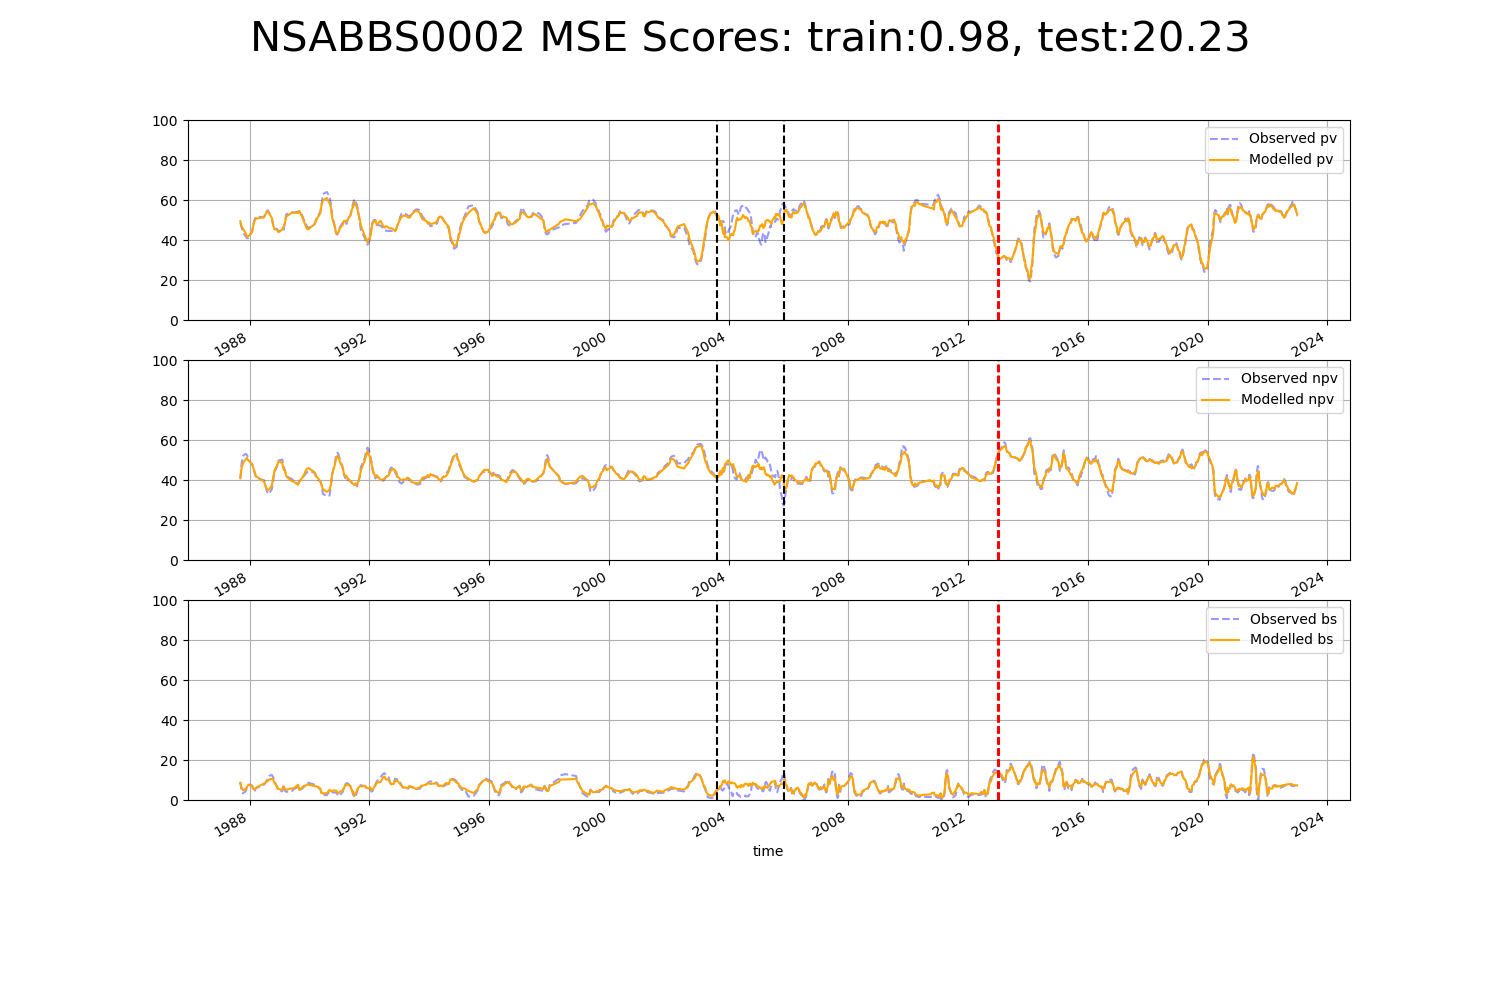 NSABBS0002 MSE Scores: train:0.98, test:20.23
100
80
60
40
20
0
Observed pv
Modelled pv
1988 1992 1996 2000 2004 2008 2012 2016 2020 2024
100
80
60
40
20
0
Observed npv
Modelled npv
1988 1992 1996 2000 2004 2008 2012 2016 2020 2024
100
80
60
40
20
0
Observed bs
Modelled bs
1988 1992 1996 2000 2004 2008 2012 2016 2020 2024
time